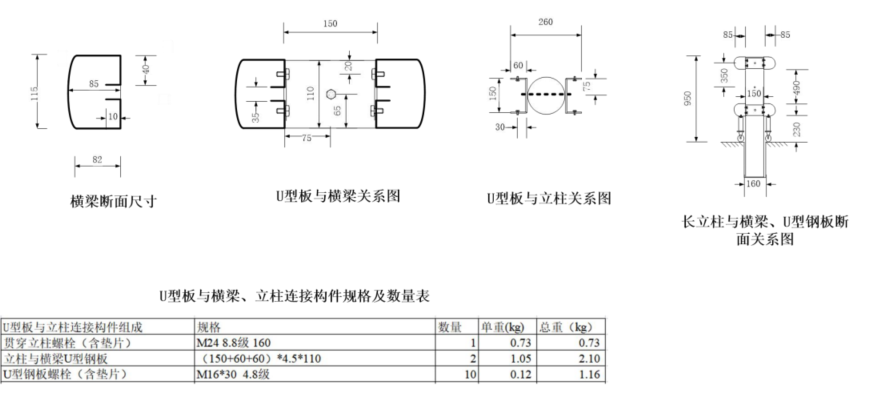 150
260
85
85
115
85
40
10
82
35
110
20
65
75
60
150
75
30
950
350
150
490
230
160
横梁断面尺寸
U型板与横梁关系图
U型板与立柱关系图
长立柱与横梁、U型钢板断
面关系图
U型板与横梁、立柱连接构件规格及数量表
U型板与立柱连接构件组成 规格 数量 单重(kg) 总重（kg）
贯穿立柱螺栓（含垫片） M24 8.8级 160 1 0.73 0.73
立柱与横梁U型钢板 （150+60+60）*4.5*110 2 1.05 2.10
U型钢板螺栓（含垫片） M16*30 4.8级 10 0.12 1.16